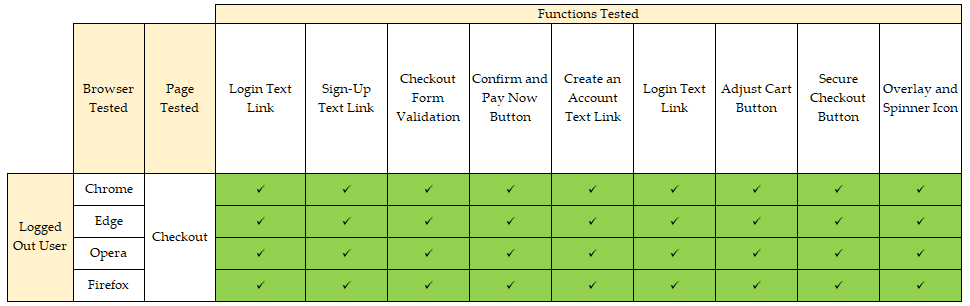 Functions Tested
Browser Tested Page Tested Login Text Link Sign-Up Text Link Checkout Form Validation Confirm and Pay Now Button Create an Account Text Link Login Text Link Adjust Cart Button Secure Checkout Button Overlay and Spinner Icon
Logged Out User
Chrome ✓ ✓ ✓ ✓ ✓ ✓ ✓ ✓ ✓
Edge ✓ ✓ ✓ ✓ ✓ ✓ ✓ ✓ ✓
Checkout
Opera ✓ ✓ ✓ ✓ ✓ ✓ ✓ ✓ ✓
Firefox ✓ ✓ ✓ ✓ ✓ ✓ ✓ ✓ ✓